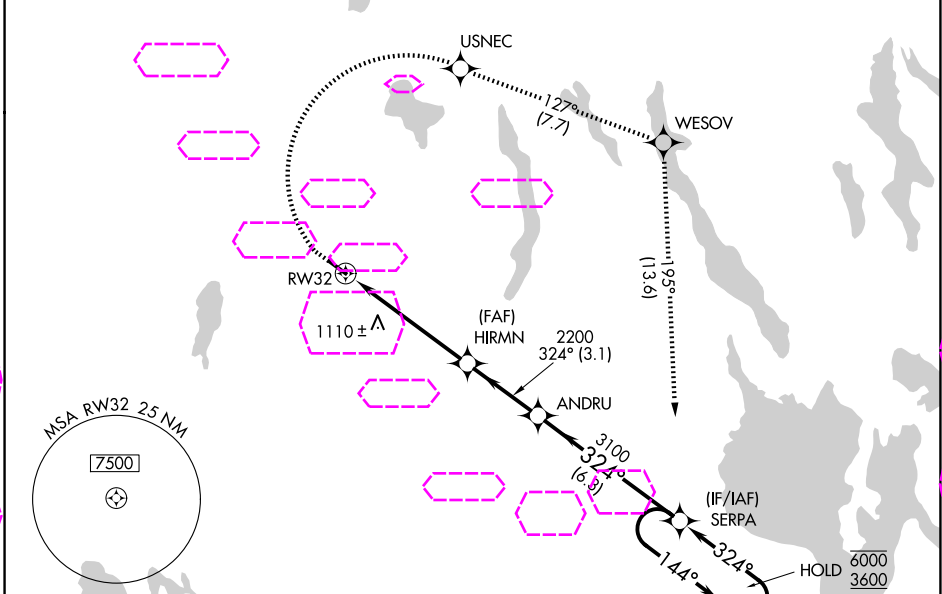 USNEC
127°
(7.7)
WESOV
195°
(13.6)
RW32
1110 ±
(FAF)
HIRMN
2200
324° (3.1)
ANDRU
3100
324°
(6.3)
MSA RW32 25 NM
7500
(IF/IAF)
SERPA
324°
144°
HOLD
6000
3600